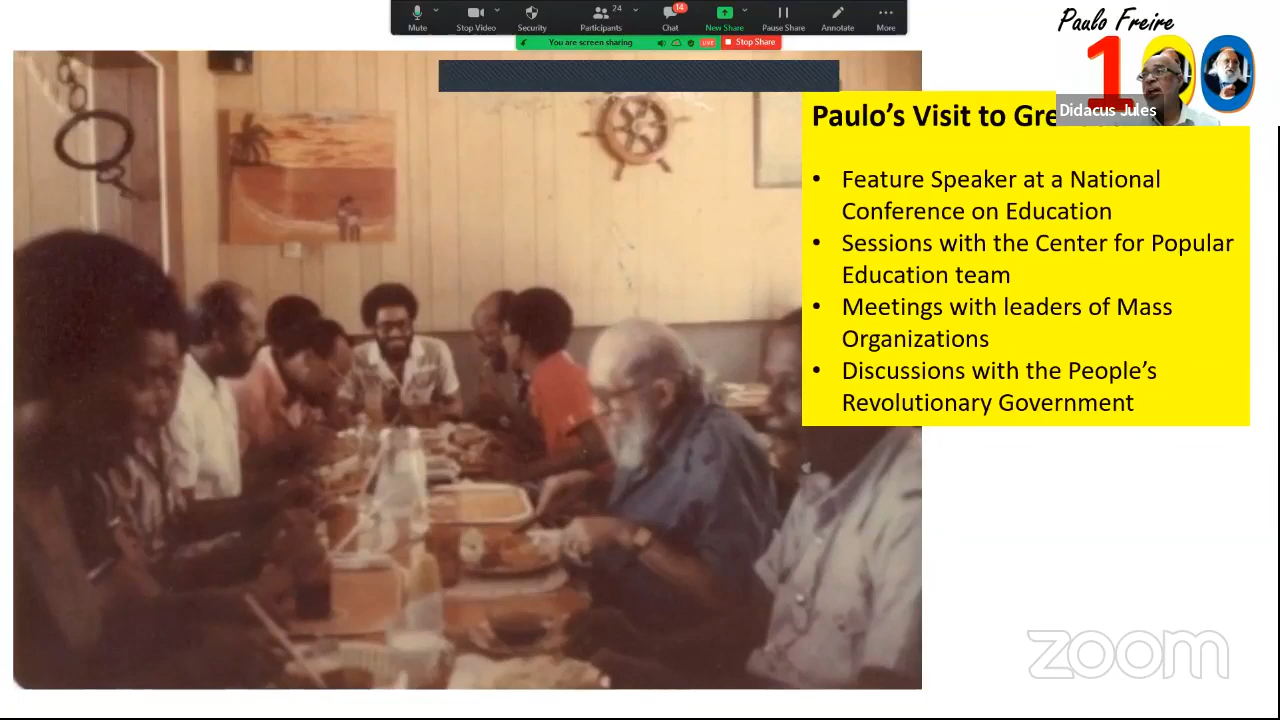 24
14
Mute
Stop Video
Security
Participants
Chat
New Share
Pause Share
Annotate
More
You are screen sharing
LIVE
Stop Share
Paulo Freire
100
Didacus Jules
Paulo's Visit to Gre
• Feature Speaker at a National
Conference on Education
• Sessions with the Center for Popular
Education team
• Meetings with leaders of Mass
Organizations
• Discussions with the People's
Revolutionary Government
zoom